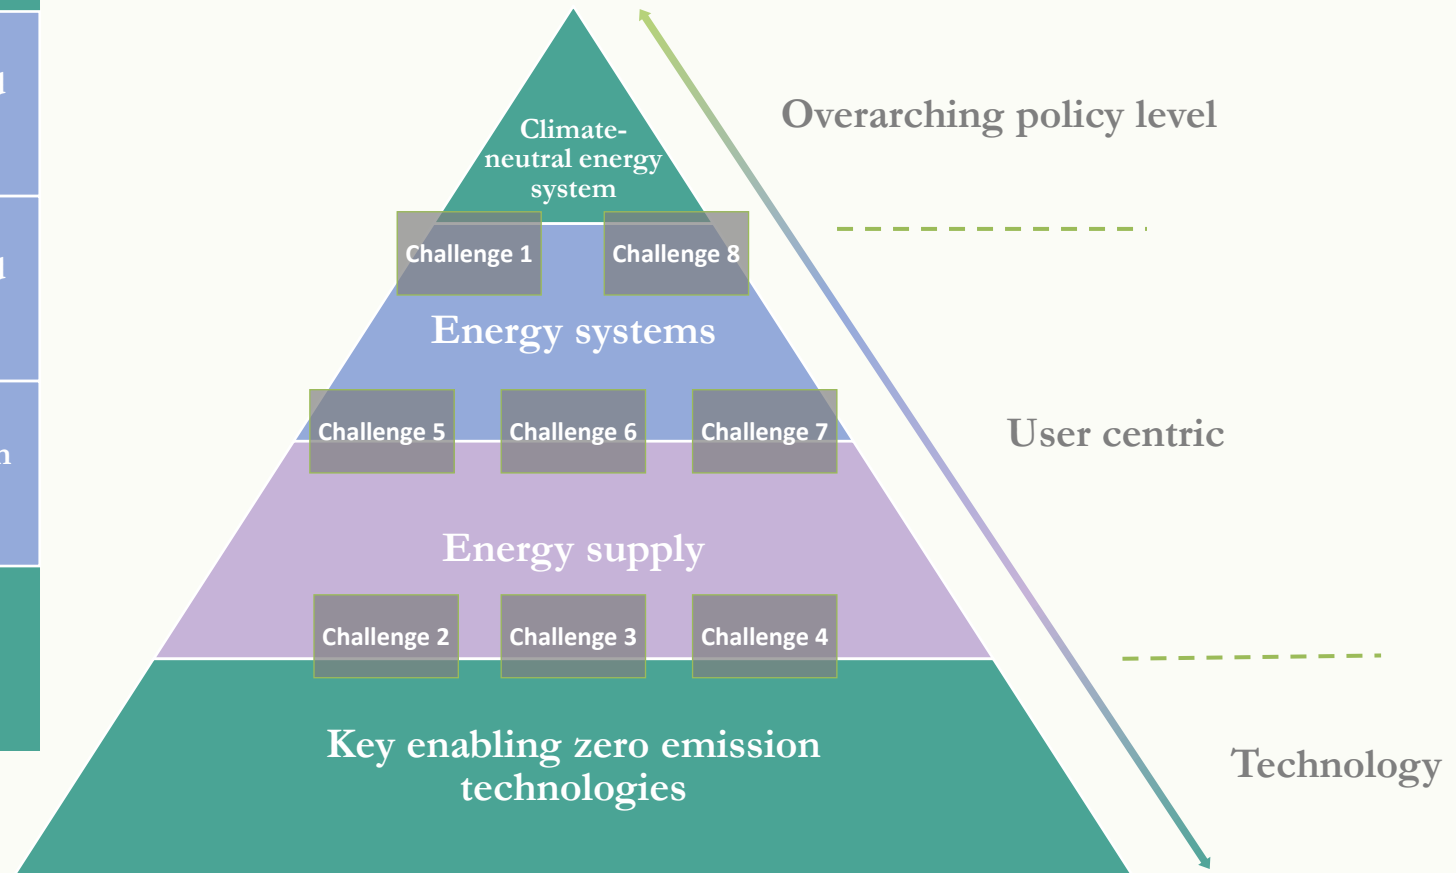 Climate-
neutral energy
system
Overarching policy level
Challenge 1
Challenge 8
Energy systems
Challenge 5
Challenge 6
Challenge 7
User centric
Energy supply
Challenge 2
Challenge 3
Challenge 4
Key enabling zero emission
technologies
Technology